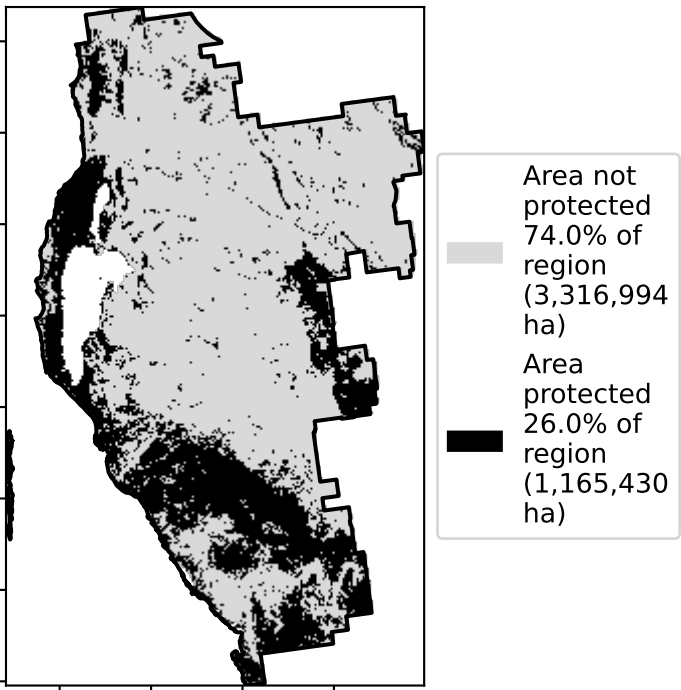 Area not
protected
74.0% of
region
(3,316,994
ha)
Area
protected
26.0% of
region
(1,165,430
ha)